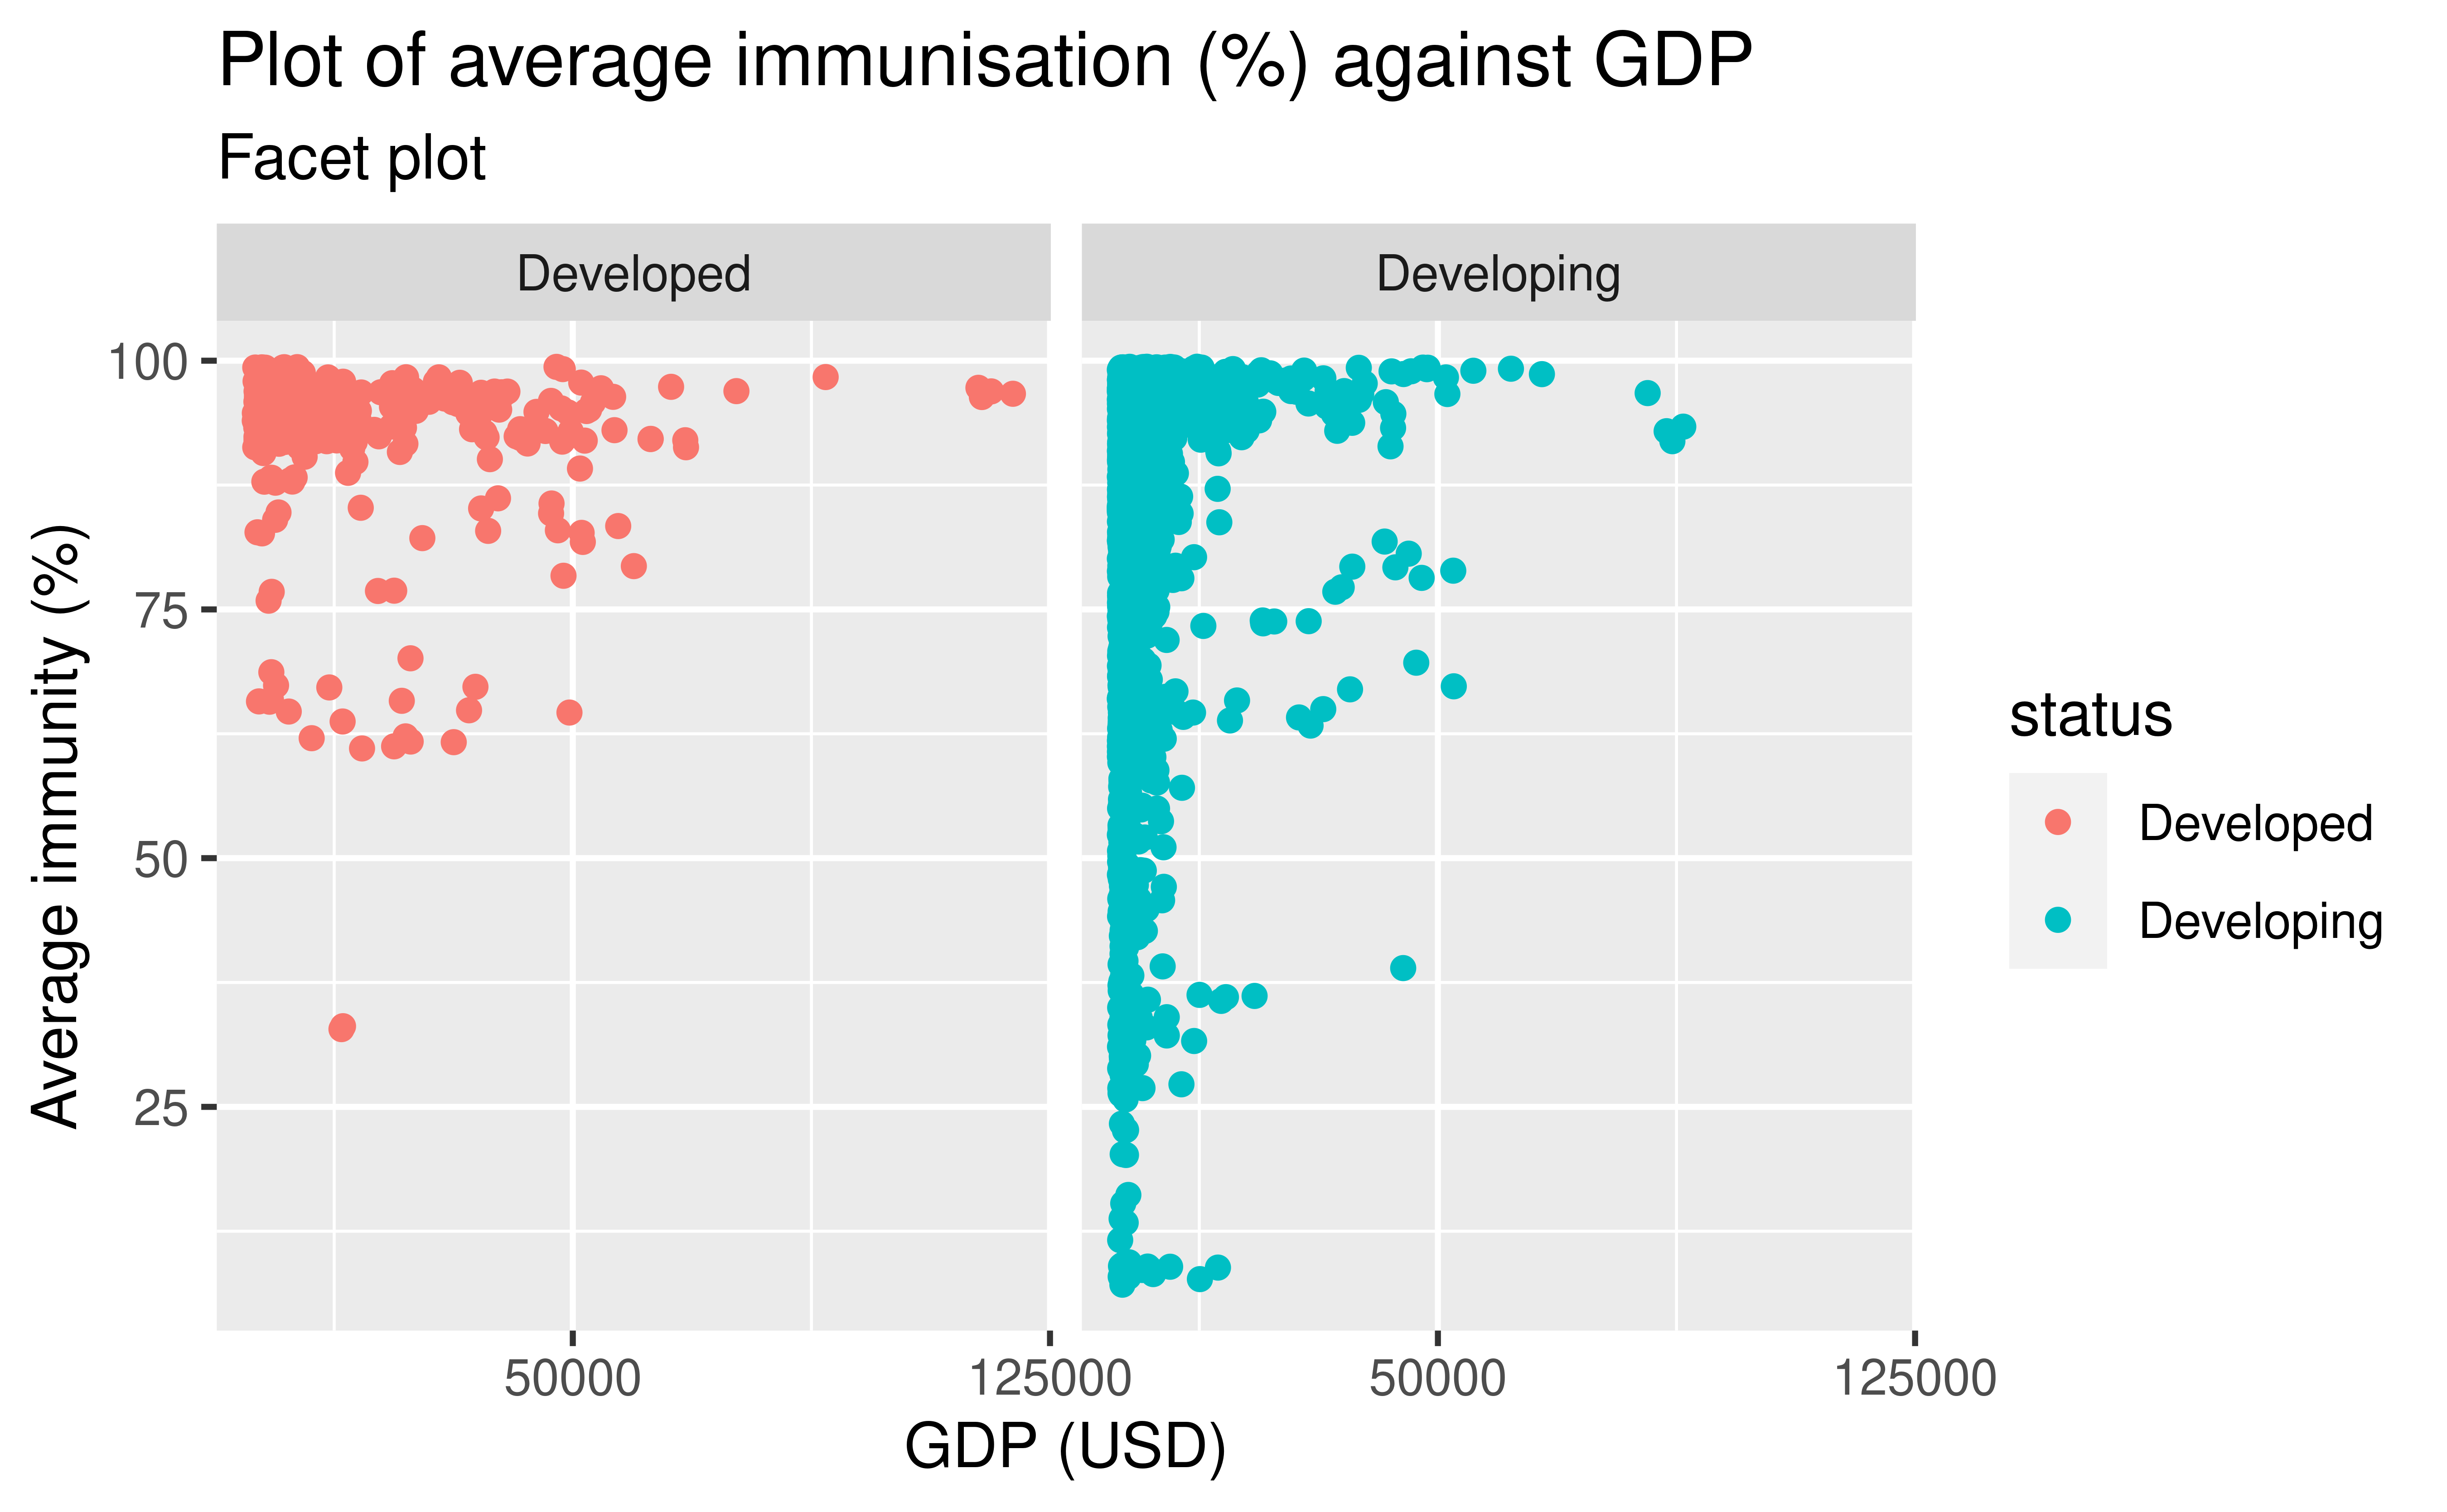 Plot of average immunisation (%) against GDP
Facet plot
Developed
Developing
100
75
50
25
Average immunity (%)
50000
125000
50000
125000
GDP (USD)
status
Developed
Developing